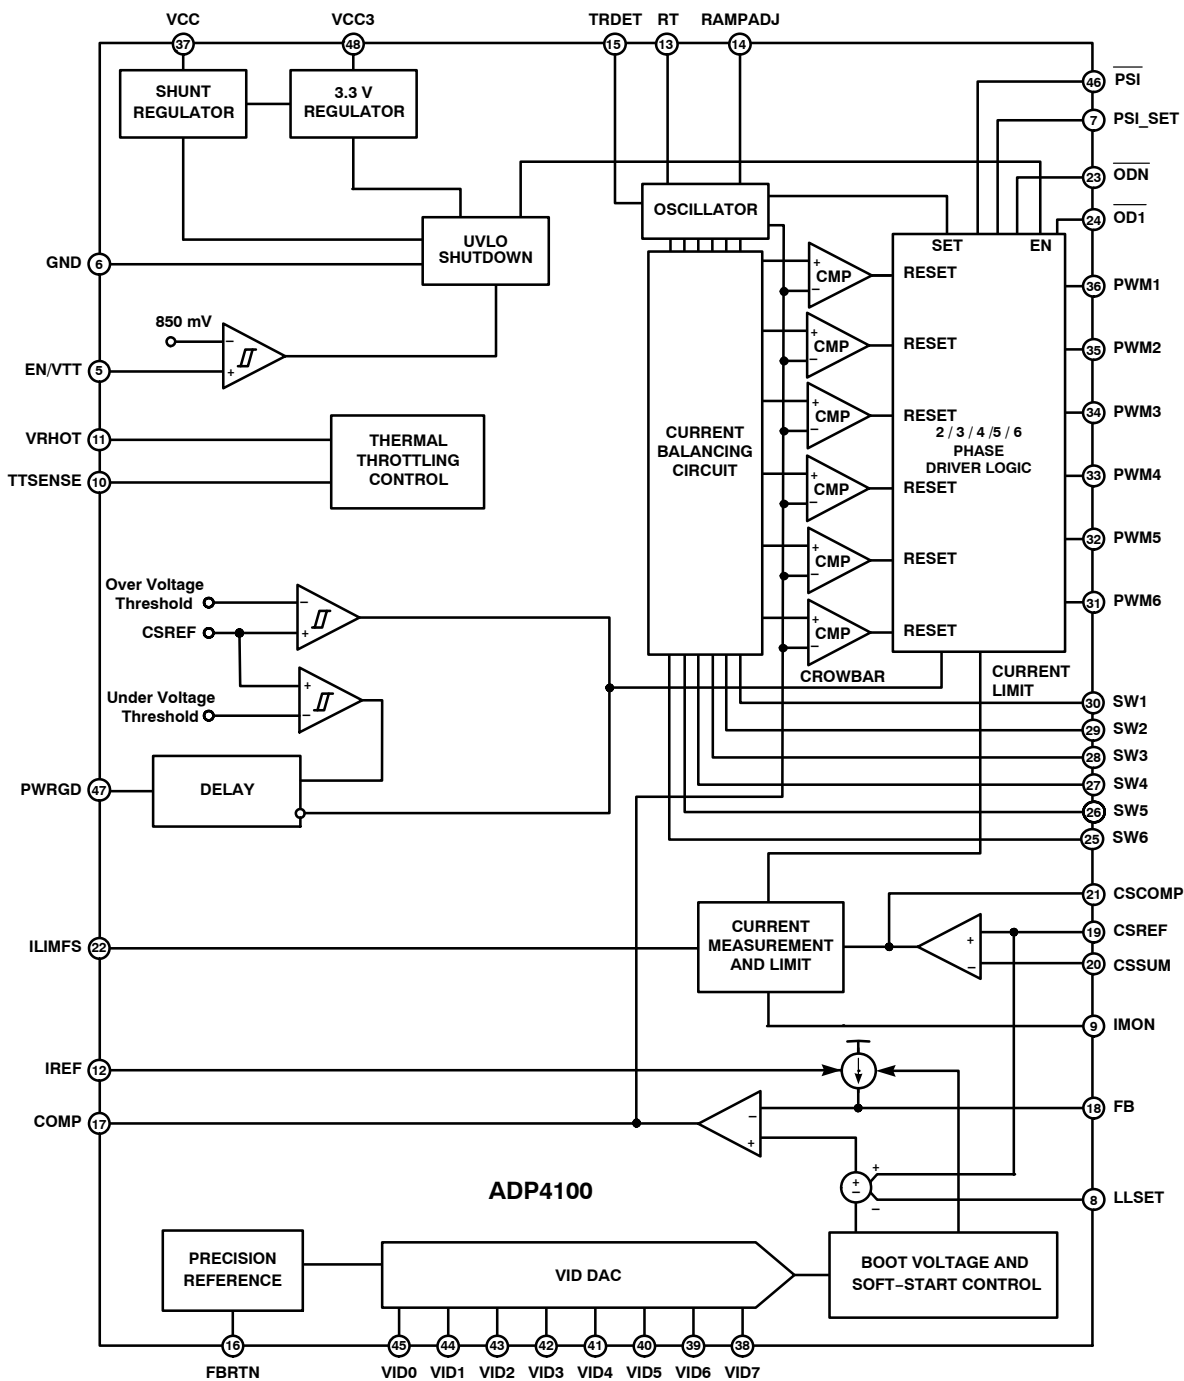 VCC
VCC3
TRDET
RT
RAMPADJ
37
48
15
13
14
SHUNT
REGULATOR
3.3 V
REGULATOR
46
PSI
7
PSI_SET
23
ODN
24
OD1
OSCILLATOR
UVLO
SHUTDOWN
GND
6
SET
EN
+
CMP
−
RESET
36
PWM1
850 mV
−
+
EN/VTT
5
+
CMP
−
RESET
35
PWM2
VRHOT
11
TTSENSE
10
THERMAL
THROTTLING
CONTROL
CURRENT
BALANCING
CIRCUIT
+
CMP
−
RESET
2 / 3 / 4 /5 / 6
PHASE
DRIVER LOGIC
34
PWM3
+
CMP
−
RESET
33
PWM4
+
CMP
−
RESET
32
PWM5
+
CMP
−
RESET
31
PWM6
Over Voltage
Threshold
−
CSREF
+
Under Voltage
Threshold
+
−
CROWBAR
CURRENT
LIMIT
30
SW1
29
SW2
28
SW3
27
SW4
26
SW5
25
SW6
PWRGD
47
DELAY
21
CSCOMP
19
CSREF
20
CSSUM
+
−
ILIMFS
22
CURRENT
MEASUREMENT
AND LIMIT
9
IMON
IREF
12
COMP
17
−
+
18
FB
+
−
+
−
8
LLSET
ADP4100
PRECISION
REFERENCE
VID DAC
BOOT VOLTAGE AND
SOFT−START CONTROL
16
45
44
43
42
41
40
39
38
FBRTN
VID0
VID1
VID2
VID3
VID4
VID5
VID6
VID7